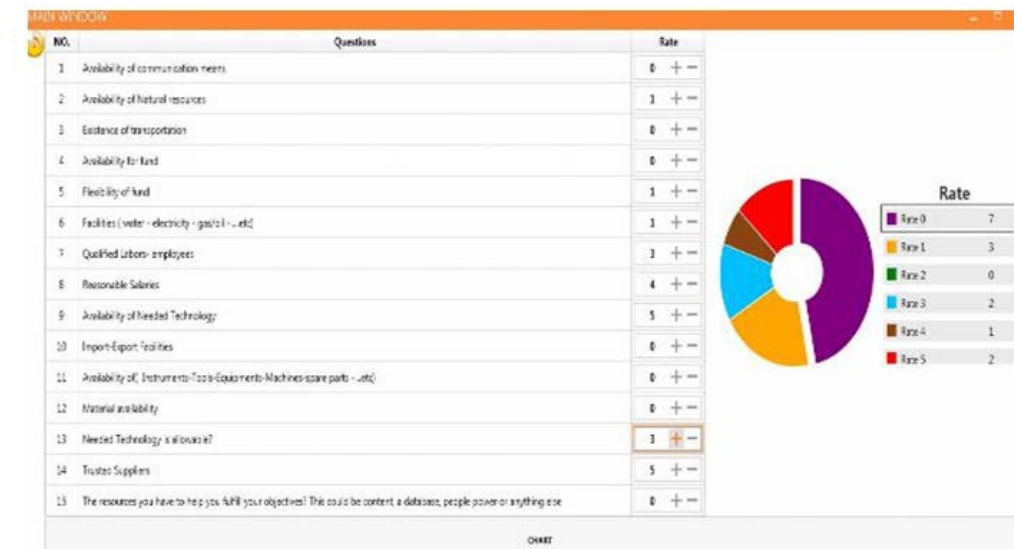 MAIN WINDOW
NO. Questions Rate
1 Availability of communication means 0 + −
2 Availability of Natural resources 1 + −
3 Existence of transportation 0 + −
4 Availability for fund 0 + −
5 Flexibility of fund 1 + −
6 Facilities ( water - electricity - gas/oil - ...etc) 1 + −
7 Qualified Labors- employees 3 + −
8 Reasonable Salaries 4 + −
9 Availability of Needed Technology 5 + −
10 Import-Export Facilities 0 + −
11 Availability of( Instruments-Tools-Equipments-Machines-spare parts - ..etc) 0 + −
12 Material availability 0 + −
13 Needed Technology is allowable? 3 + −
14 Trusted Suppliers 5 + −
15 The resources you have to help you fulfill your objectives? This could be content, a database, people power or anything else 0 + −
Rate
Rate 0 7
Rate 1 3
Rate 2 0
Rate 3 2
Rate 4 1
Rate 5 2
CHART